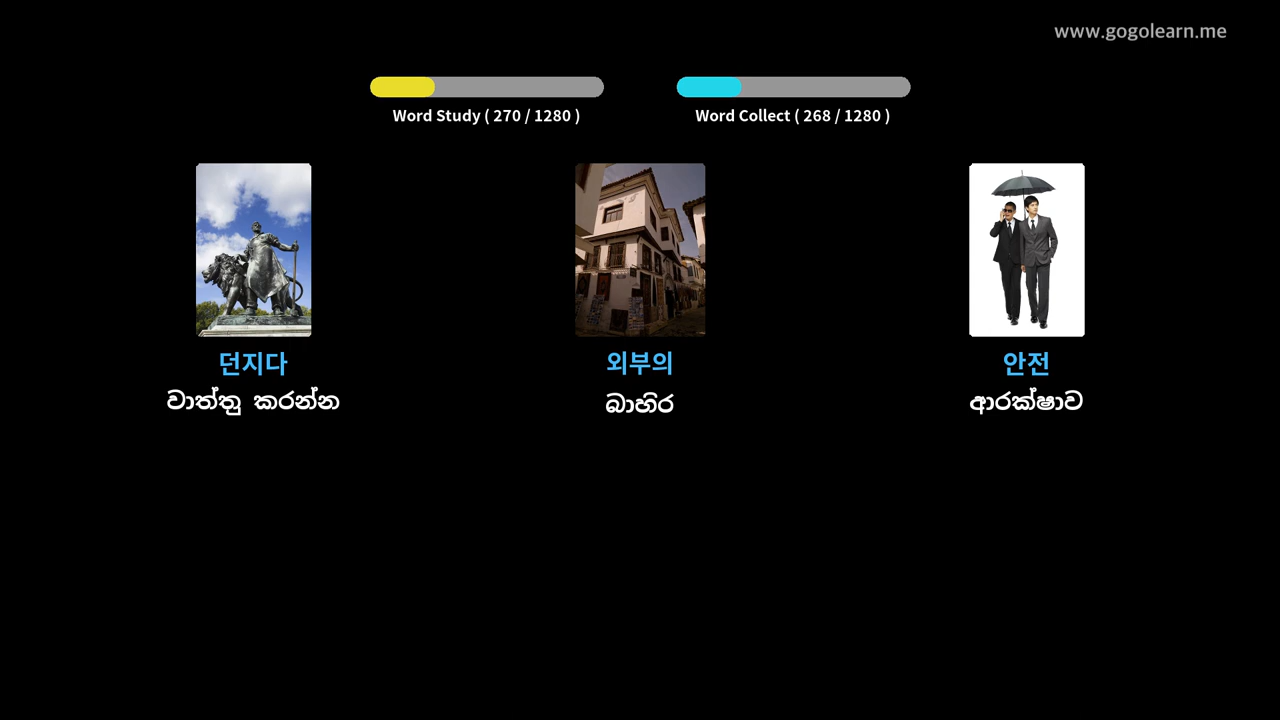 www.gogolearn.me
Word Study ( 270 / 1280 )
Word Collect ( 268 / 1280 )
던지다
외부의
안전
වාත්තු කරන්න
බාහිර
ආරක්ෂාව